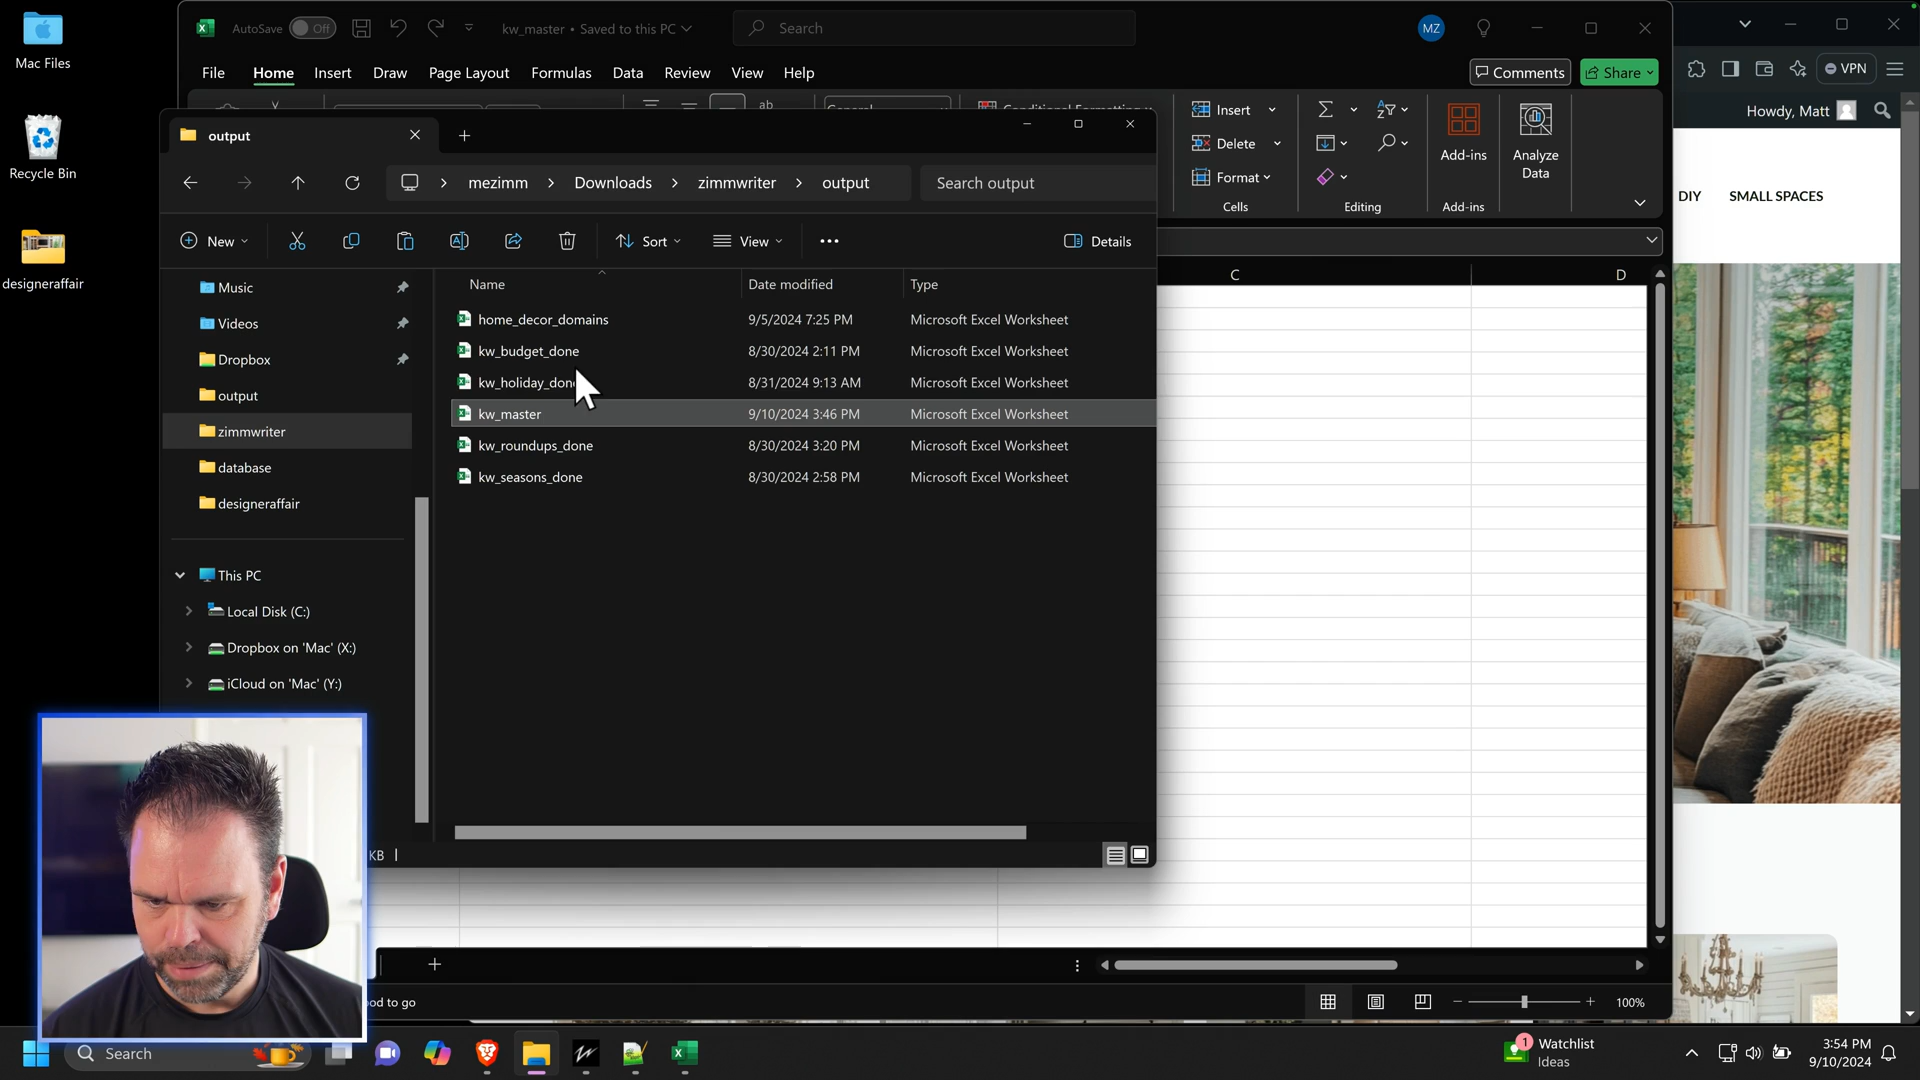 Mac Files
Recycle Bin
designeraffair
AutoSave
Off
kw_master • Saved to this PC
Search
MZ
File
Home
Insert
Draw
Page Layout
Formulas
Data
Review
View
Help
Comments
Share
Insert
Delete
Format
Cells
Editing
Add-ins
Add-ins
Analyze
Data
C
D
VPN
Howdy, Matt
DIY
SMALL SPACES
output
mezimm
Downloads
zimmwriter
output
Search output
New
Sort
View
Details
Music
Videos
Dropbox
output
zimmwriter
database
designeraffair
This PC
Local Disk (C:)
Dropbox on 'Mac' (X:)
iCloud on 'Mac' (Y:)
Name Date modified Type
home_decor_domains 9/5/2024 7:25 PM Microsoft Excel Worksheet
kw_budget_done 8/30/2024 2:11 PM Microsoft Excel Worksheet
kw_holiday_done 8/31/2024 9:13 AM Microsoft Excel Worksheet
kw_master 9/10/2024 3:46 PM Microsoft Excel Worksheet
kw_roundups_done 8/30/2024 3:20 PM Microsoft Excel Worksheet
kw_seasons_done 8/30/2024 2:58 PM Microsoft Excel Worksheet
KB
to go
100%
Search
1
Watchlist
Ideas
3:54 PM
9/10/2024